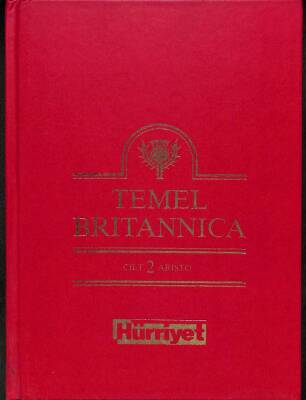 TEMEL
BRITANNICA
CİLT 2 ARISTO
Hürriyet